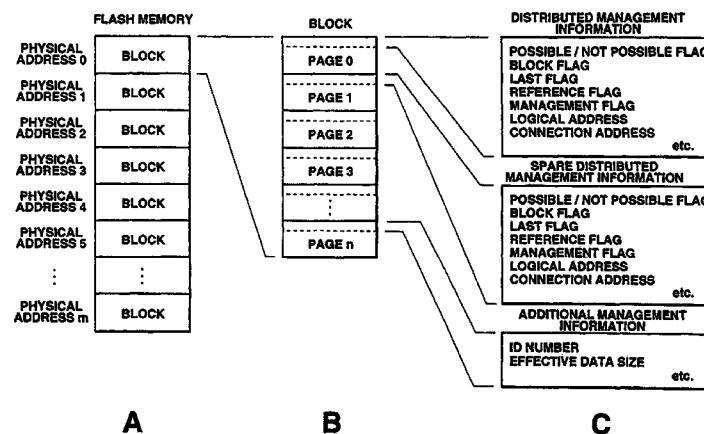 FLASH MEMORY
PHYSICAL
ADDRESS 0
BLOCK
PHYSICAL
ADDRESS 1
BLOCK
PHYSICAL
ADDRESS 2
BLOCK
PHYSICAL
ADDRESS 3
BLOCK
PHYSICAL
ADDRESS 4
BLOCK
PHYSICAL
ADDRESS 5
BLOCK
PHYSICAL
ADDRESS m
BLOCK
A
BLOCK
PAGE 0
PAGE 1
PAGE 2
PAGE 3
PAGE n
B
DISTRIBUTED MANAGEMENT
INFORMATION
POSSIBLE / NOT POSSIBLE FLAG
BLOCK FLAG
LAST FLAG
REFERENCE FLAG
MANAGEMENT FLAG
LOGICAL ADDRESS
CONNECTION ADDRESS
etc.
SPARE DISTRIBUTED
MANAGEMENT INFORMATION
POSSIBLE / NOT POSSIBLE FLAG
BLOCK FLAG
LAST FLAG
REFERENCE FLAG
MANAGEMENT FLAG
LOGICAL ADDRESS
CONNECTION ADDRESS
etc.
ADDITIONAL MANAGEMENT
INFORMATION
ID NUMBER
EFFECTIVE DATA SIZE
etc.
C